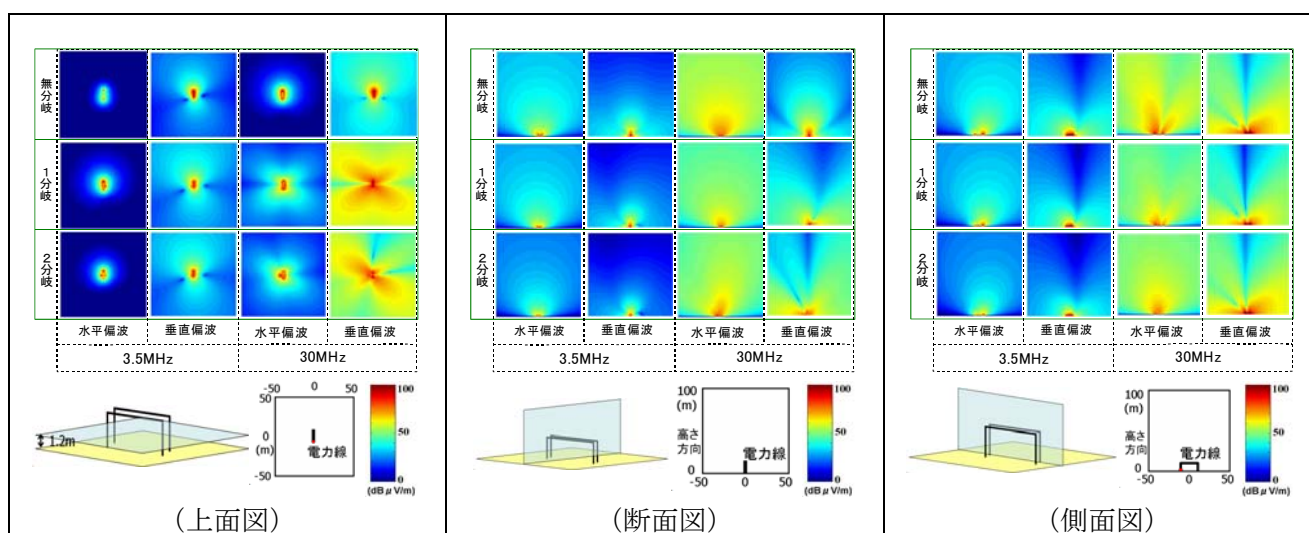 無分岐
1分岐
2分岐
水平偏波 垂直偏波 水平偏波 垂直偏波
3.5MHz 30MHz
1.2m
-50 0 50
50
0
(m)
-50
電力線
100
50
0
(dBμV/m)
(上面図)
無分岐
1分岐
2分岐
水平偏波 垂直偏波 水平偏波 垂直偏波
3.5MHz 30MHz
100
(m)
高さ
方向
0
-50 0 50
電力線
100
50
0
(dBμV/m)
(断面図)
無分岐
1分岐
2分岐
水平偏波 垂直偏波 水平偏波 垂直偏波
3.5MHz 30MHz
100
(m)
高さ
方向
0
-50 0 50
電力線
100
50
0
(dBμV/m)
(側面図)